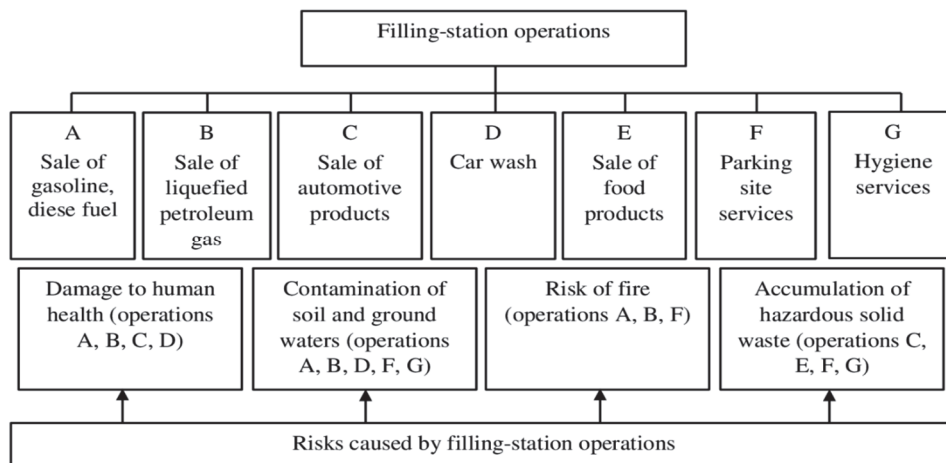 Filling-station operations
A
Sale of
gasoline,
diese fuel
B
Sale of
liquefied
petroleum
gas
C
Sale of
automotive
products
D
Car wash
E
Sale of
food
products
F
Parking
site
services
G
Hygiene
services
Damage to human
health (operations
A, B, C, D)
Contamination of
soil and ground
waters (operations
A, B, D, F, G)
Risk of fire
(operations A, B, F)
Accumulation of
hazardous solid
waste (operations C,
E, F, G)
Risks caused by filling-station operations